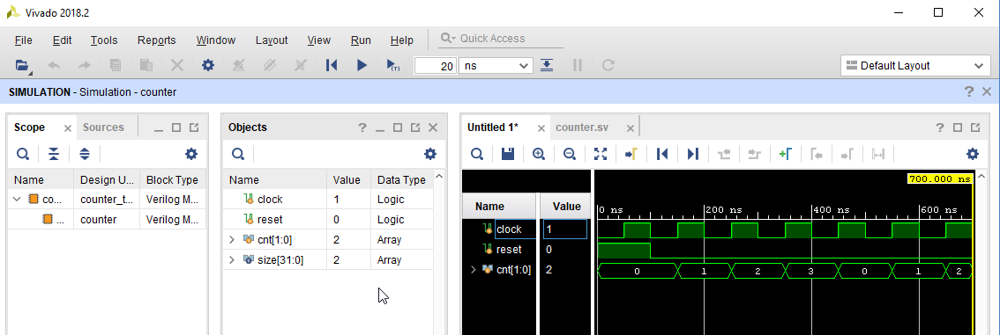 Vivado 2018.2
File Edit Tools Reports Window Layout View Run Help Quick Access
20 ns Default Layout
SIMULATION - Simulation - counter
Scope Sources
Name Design U... Block Type
co... counter_t... Verilog M...
... counter Verilog M...
Objects
Name Value Data Type
clock 1 Logic
reset 0 Logic
cnt[1:0] 2 Array
size[31:0] 2 Array
Untitled 1* counter.sv
700.000 ns
Name Value
0 ns 200 ns 400 ns 600 ns
clock 1
reset 0
cnt[1:0] 2 0 1 2 3 0 1 2